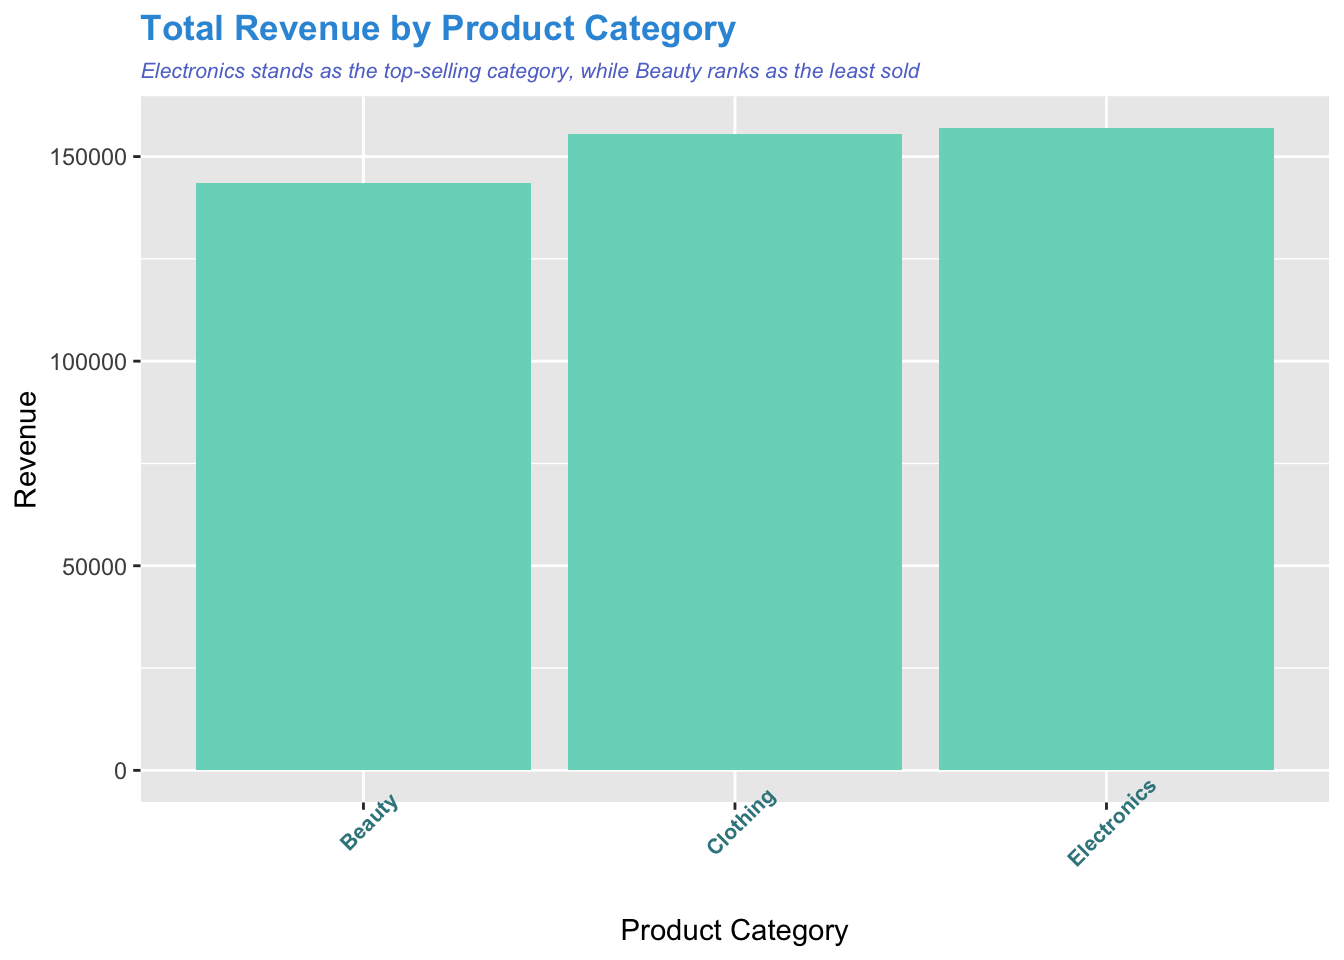 Total Revenue by Product Category
Electronics stands as the top-selling category, while Beauty ranks as the least sold
150000
100000
50000
0
Revenue
Beauty
Clothing
Electronics
Product Category